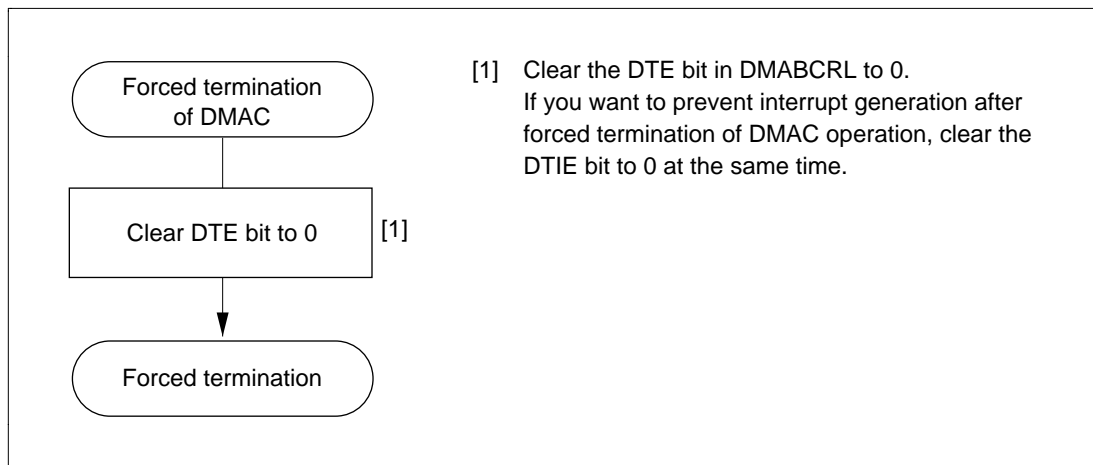 Forced termination
of DMAC
Clear DTE bit to 0
[1]
Forced termination
[1] Clear the DTE bit in DMABCRL to 0.
If you want to prevent interrupt generation after
forced termination of DMAC operation, clear the
DTIE bit to 0 at the same time.